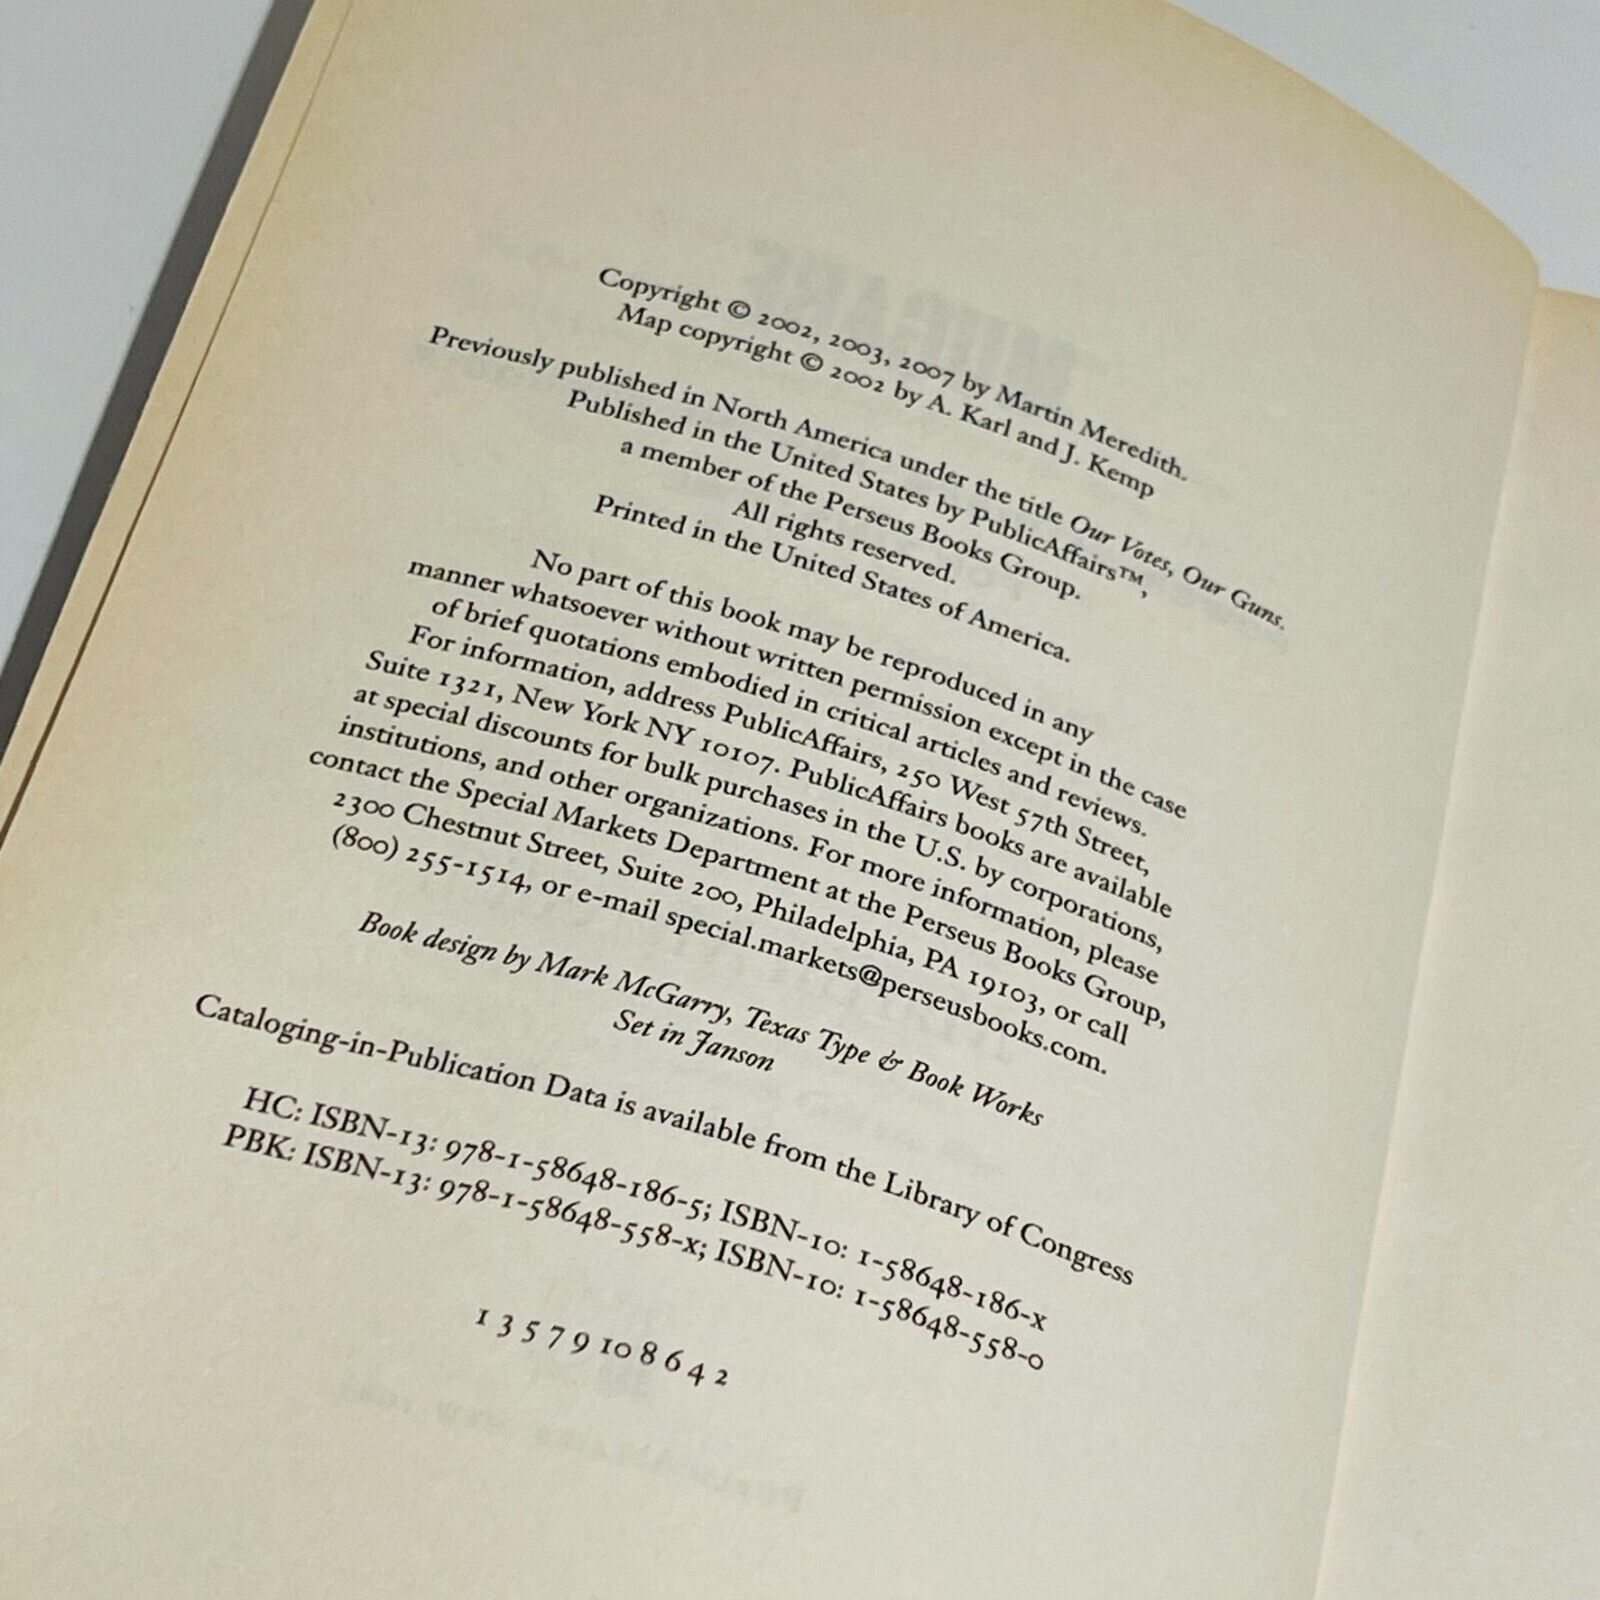 Copyright © 2002, 2003, 2007 by Martin Meredith.
Map copyright © 2002 by A. Karl and J. Kemp
Previously published in North America under the title Our Votes, Our Guns.
Published in the United States by PublicAffairs™,
a member of the Perseus Books Group.
All rights reserved.
Printed in the United States of America.
No part of this book may be reproduced in any
manner whatsoever without written permission except in the case
of brief quotations embodied in critical articles and reviews.
For information, address PublicAffairs, 250 West 57th Street,
Suite 1321, New York NY 10107. PublicAffairs books are available
at special discounts for bulk purchases in the U.S. by corporations,
institutions, and other organizations. For more information, please
contact the Special Markets Department at the Perseus Books Group,
2300 Chestnut Street, Suite 200, Philadelphia, PA 19103, or call
(800) 255-1514, or e-mail special.markets@perseusbooks.com.
Book design by Mark McGarry, Texas Type & Book Works
Set in Janson
Cataloging-in-Publication Data is available from the Library of Congress
HC: ISBN-13: 978-1-58648-186-5; ISBN-10: 1-58648-186-x
PBK: ISBN-13: 978-1-58648-558-x; ISBN-10: 1-58648-558-0
1 3 5 7 9 10 8 6 4 2